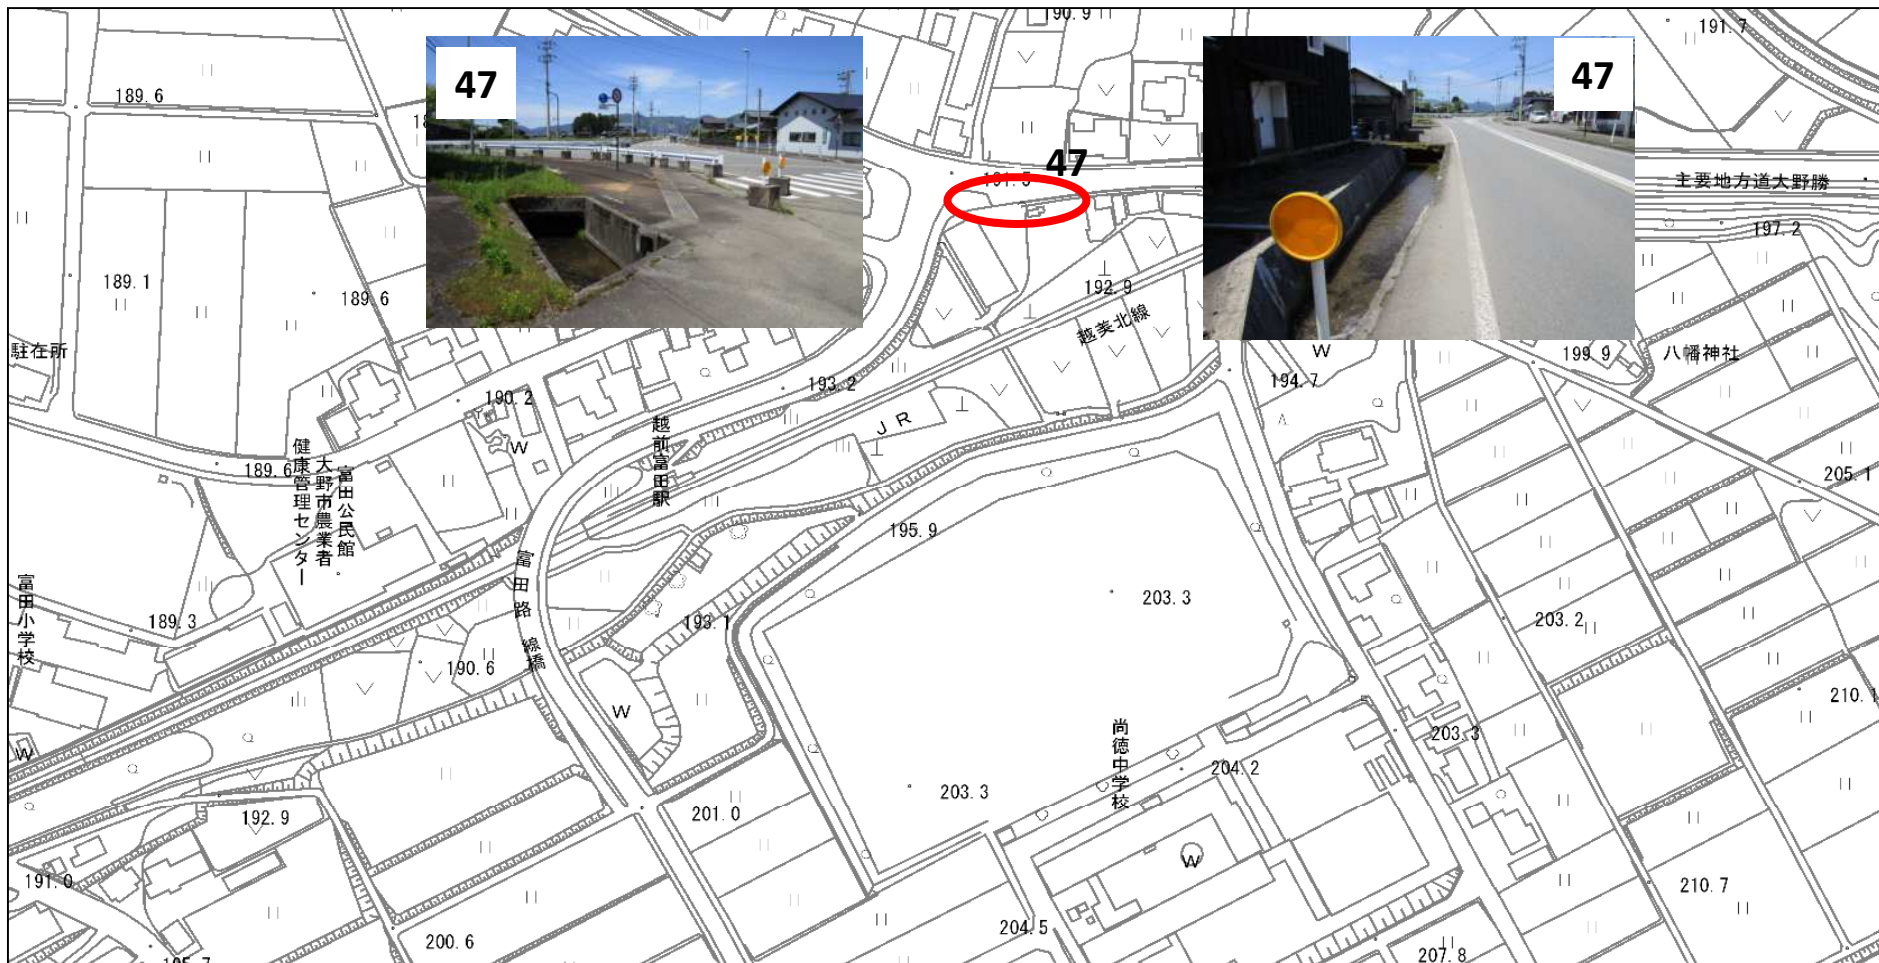 190.9
191.7
47
47
189.6
47
191.5
主要地方道大野勝
197.2
189.1
189.6
192.9
越美北線
駐在所
W
199.9
八幡神社
194.7
193.2
190.2
W
JR
越前富田駅
189.6
健康管理センター
大野市農業者
富田公民館
205.1
195.9
富田路線橋
富田小学校
203.3
189.3
193.1
203.2
190.6
210.1
W
尚徳中学校
203.3
W
204.2
203.3
201.0
192.9
W
191.0
210.7
204.5
200.6
207.8